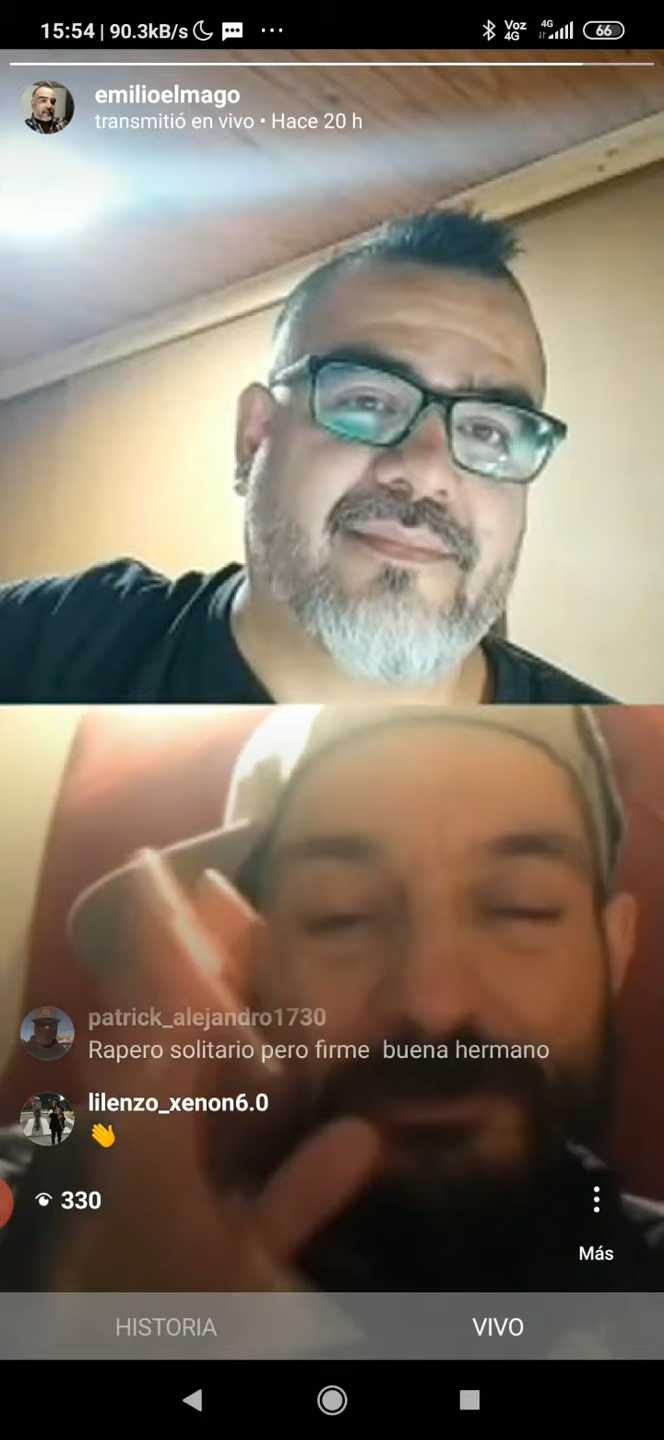 15:54 | 90.3kB/s ... Voz 4G 4G 66
emilioelmago
transmitió en vivo • Hace 20 h
patrick_alejandro1730
Rapero solitario pero firme buena hermano
lilenzo_xenon6.0
👋
330
Más
HISTORIA VIVO